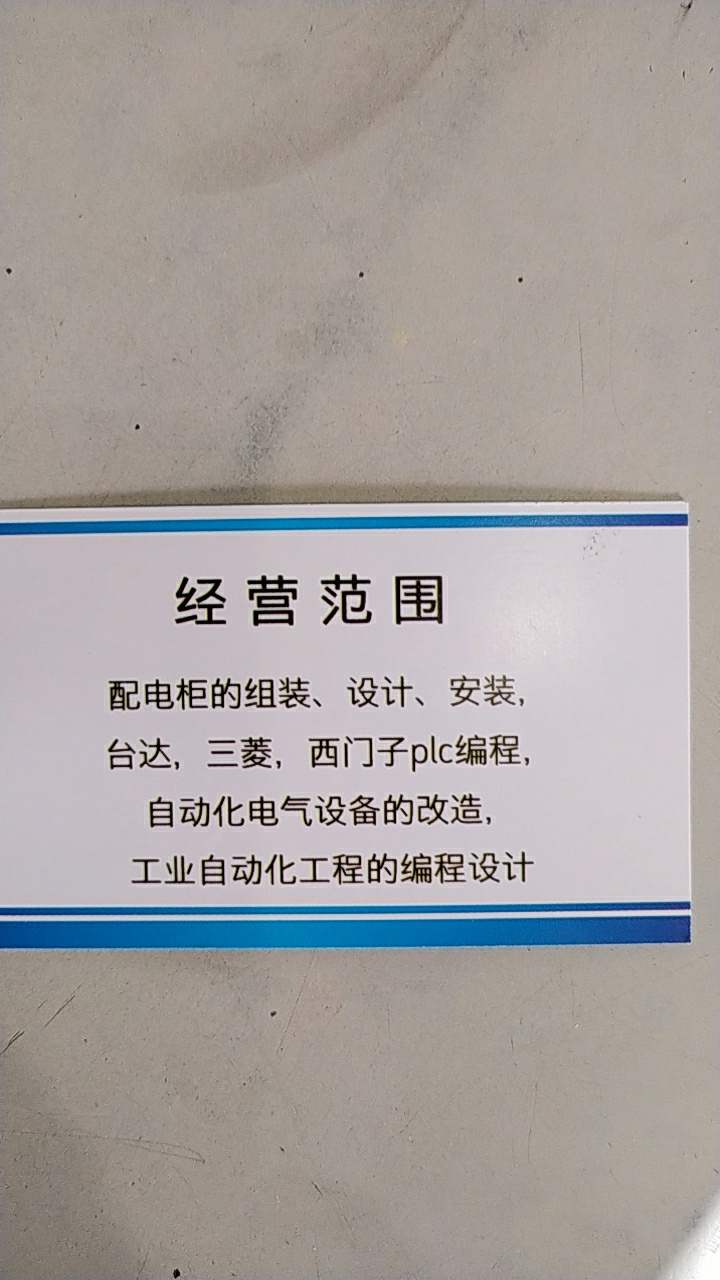 经营范围
配电柜的组装、设计、安装,
台达, 三菱, 西门子plc编程,
自动化电气设备的改造,
工业自动化工程的编程设计